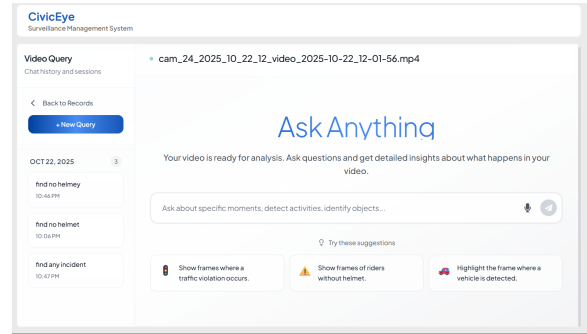 CivicEye
Surveillance Management System
Video Query
Chat history and sessions
Back to Records
+ New Query
OCT 22, 2025 3
find no helmey
10:46 PM
find no helmet
10:06 PM
find any incident
10:47 PM
cam_24_2025_10_22_12_video_2025-10-22_12-01-56.mp4
Ask Anything
Your video is ready for analysis. Ask questions and get detailed insights about what happens in your
video.
Ask about specific moments, detect activities, identify objects...
Try these suggestions
Show frames where a
traffic violation occurs.
Show frames of riders
without helmet.
Highlight the frame where a
vehicle is detected.